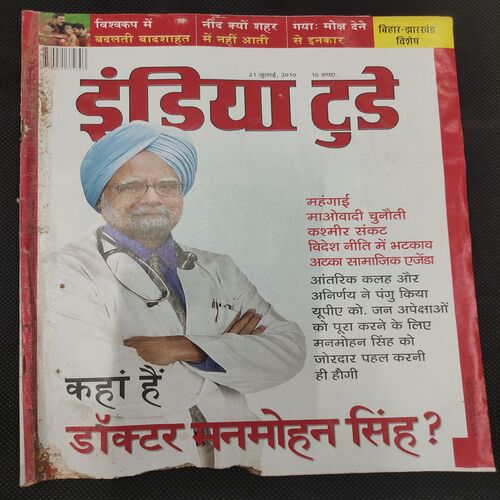 विश्वकप में
बदलती बादशाहत
नींद क्यों शहर
में नहीं आती
गया: मोक्ष देने
से इनकार
बिहार-झारखंड
विशेष
21 जुलाई, 2010 15 रुपए
इंडिया टुडे
महंगाई
माओवादी चुनौती
कश्मीर संकट
विदेश नीति में भटकाव
अटका सामाजिक एजेंडा
आंतरिक कलह और
अनिर्णय ने पंगु किया
यूपीए को. जन अपेक्षाओं
को पूरा करने के लिए
मनमोहन सिंह को
जोरदार पहल करनी
ही होगी
कहां हैं
डॉक्टर मनमोहन सिंह?